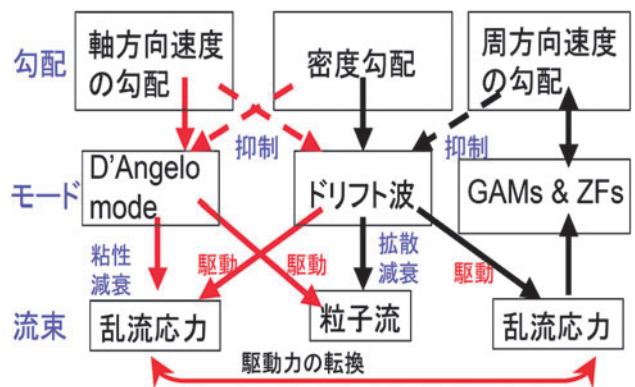 勾配
軸方向速度
の勾配
密度勾配
周方向速度
の勾配
抑制
抑制
モード
D'Angelo
mode
ドリフト波
GAMs & ZFs
粘性
減衰
駆動
駆動
拡散
減衰
駆動
流束
乱流応力
粒子流
乱流応力
駆動力の転換